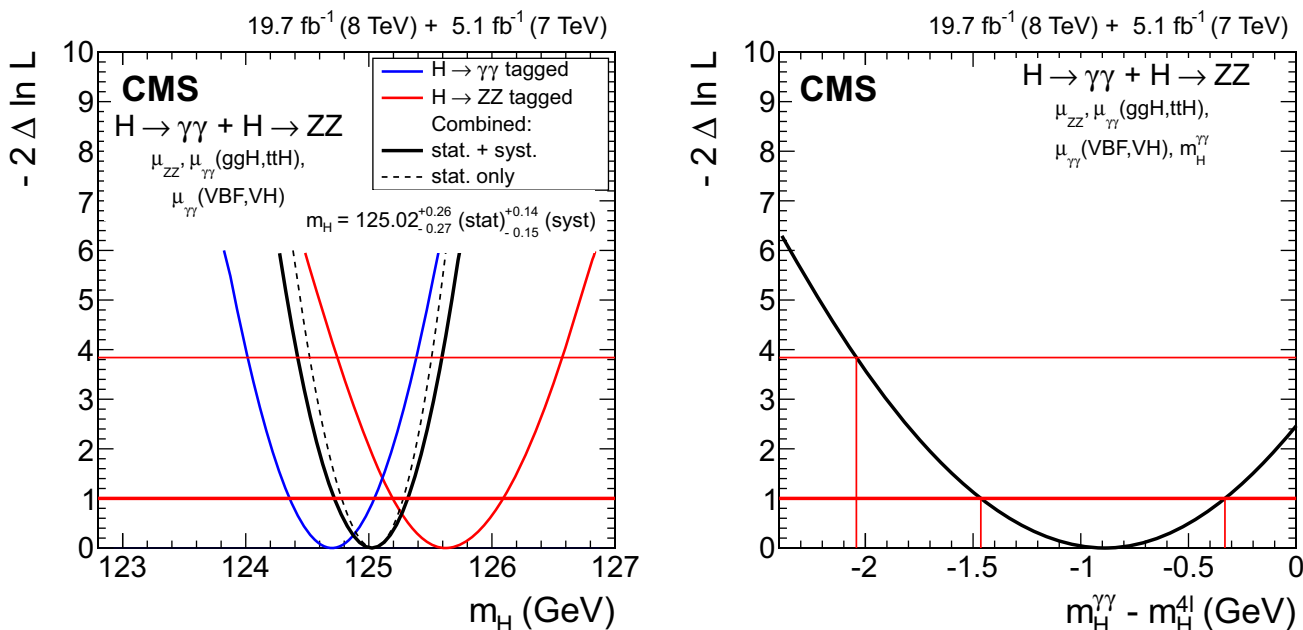 19.7 fb⁻¹ (8 TeV) + 5.1 fb⁻¹ (7 TeV)
- 2 Δ ln L
10
9
8
7
6
5
4
3
2
1
0
CMS
H → γγ + H → ZZ
μ_ZZ, μ_γγ(ggH,ttH),
μ_γγ(VBF,VH)
H → γγ tagged
H → ZZ tagged
Combined:
stat. + syst.
stat. only
m_H = 125.02 +0.26 -0.27 (stat) +0.14 -0.15 (syst)
123 124 125 126 127
m_H (GeV)
19.7 fb⁻¹ (8 TeV) + 5.1 fb⁻¹ (7 TeV)
- 2 Δ ln L
10
9
8
7
6
5
4
3
2
1
0
CMS
H → γγ + H → ZZ
μ_ZZ, μ_γγ(ggH,ttH),
μ_γγ(VBF,VH), m_H^γγ
-2 -1.5 -1 -0.5 0
m_H^γγ - m_H^4l (GeV)